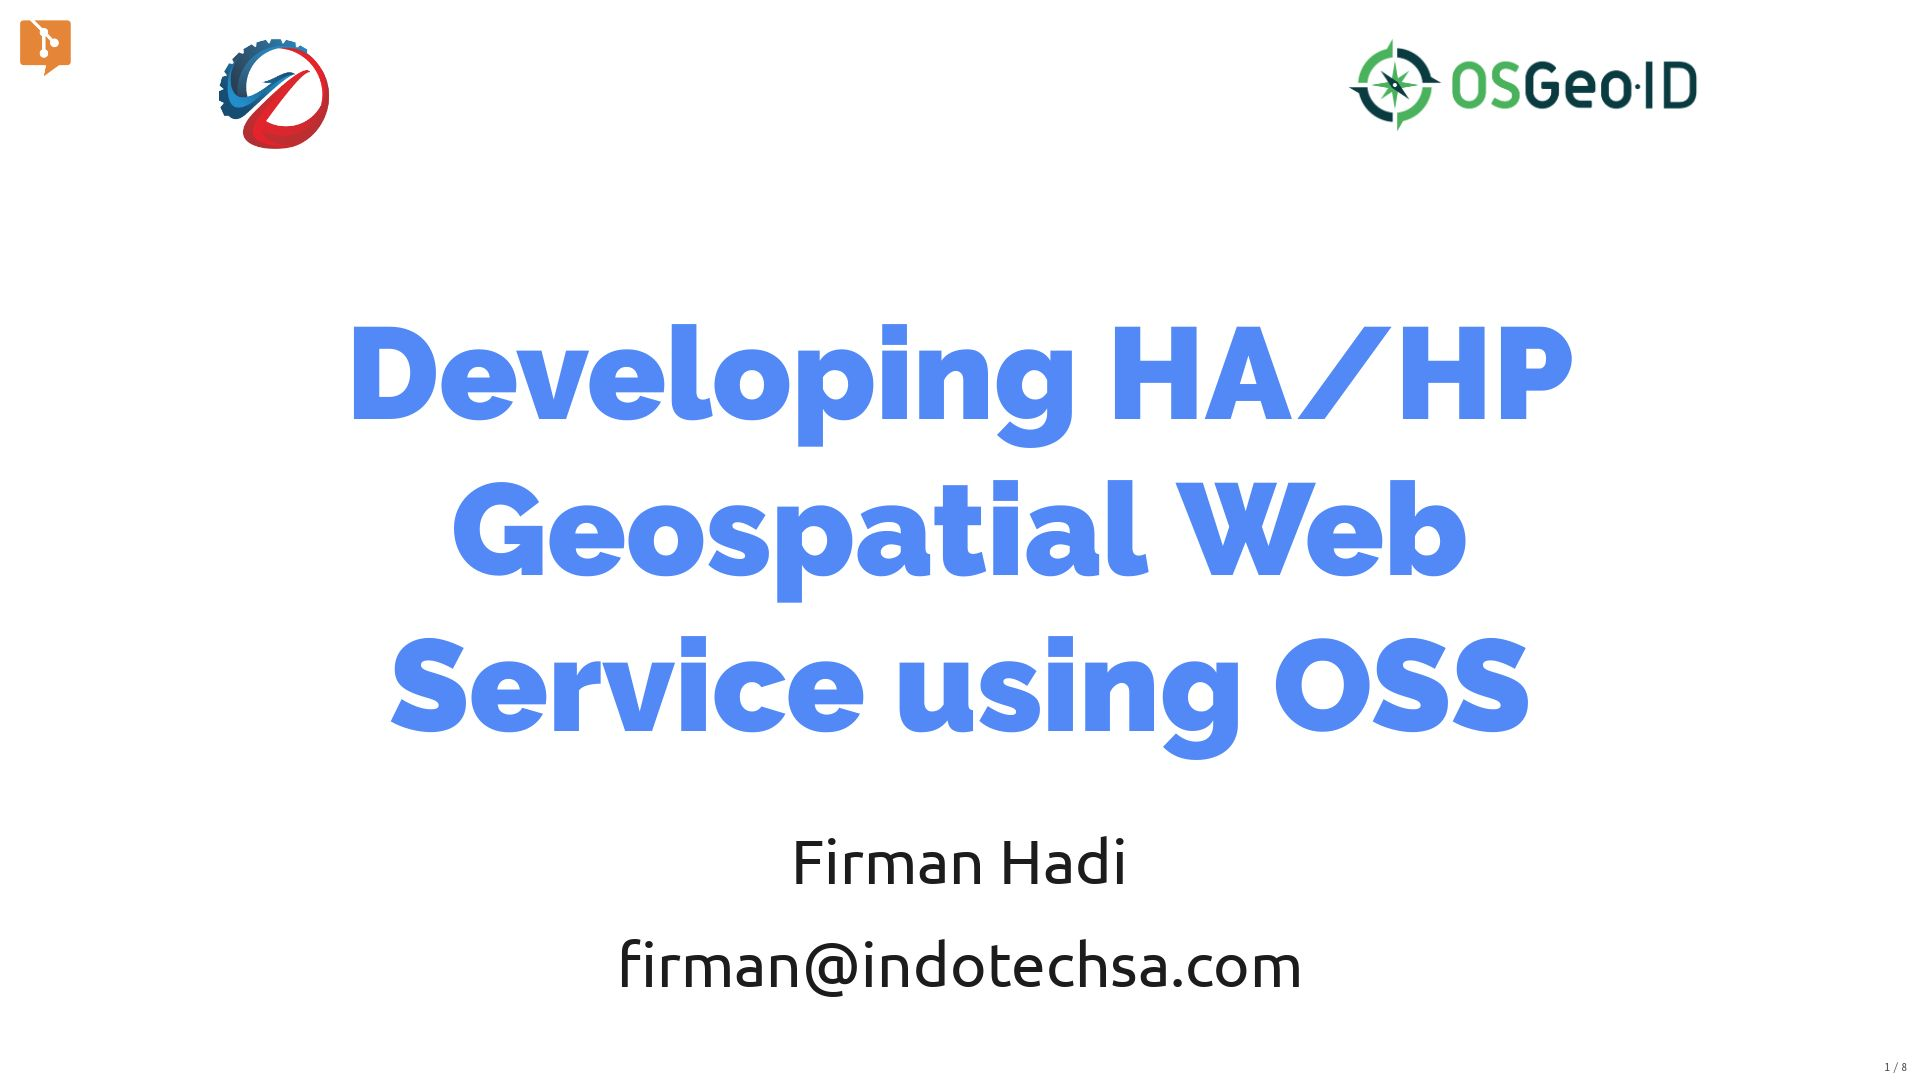 OSGeo·ID
Developing HA/HP
Geospatial Web
Service using OSS
Firman Hadi
firman@indotechsa.com
1 / 8